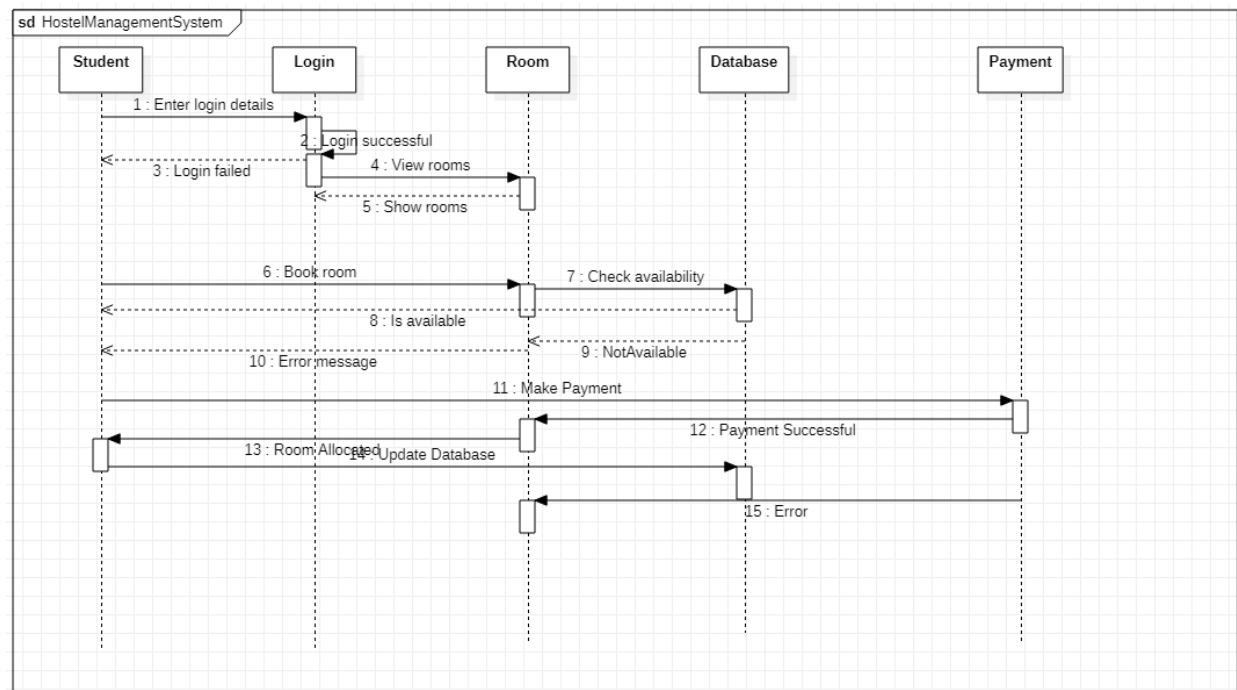 sd HostelManagementSystem
Student
Login
Room
Database
Payment
1 : Enter login details
2 : Login successful
3 : Login failed
4 : View rooms
5 : Show rooms
6 : Book room
7 : Check availability
8 : Is available
9 : NotAvailable
10 : Error message
11 : Make Payment
12 : Payment Successful
13 : Room Allocated
14 : Update Database
15 : Error